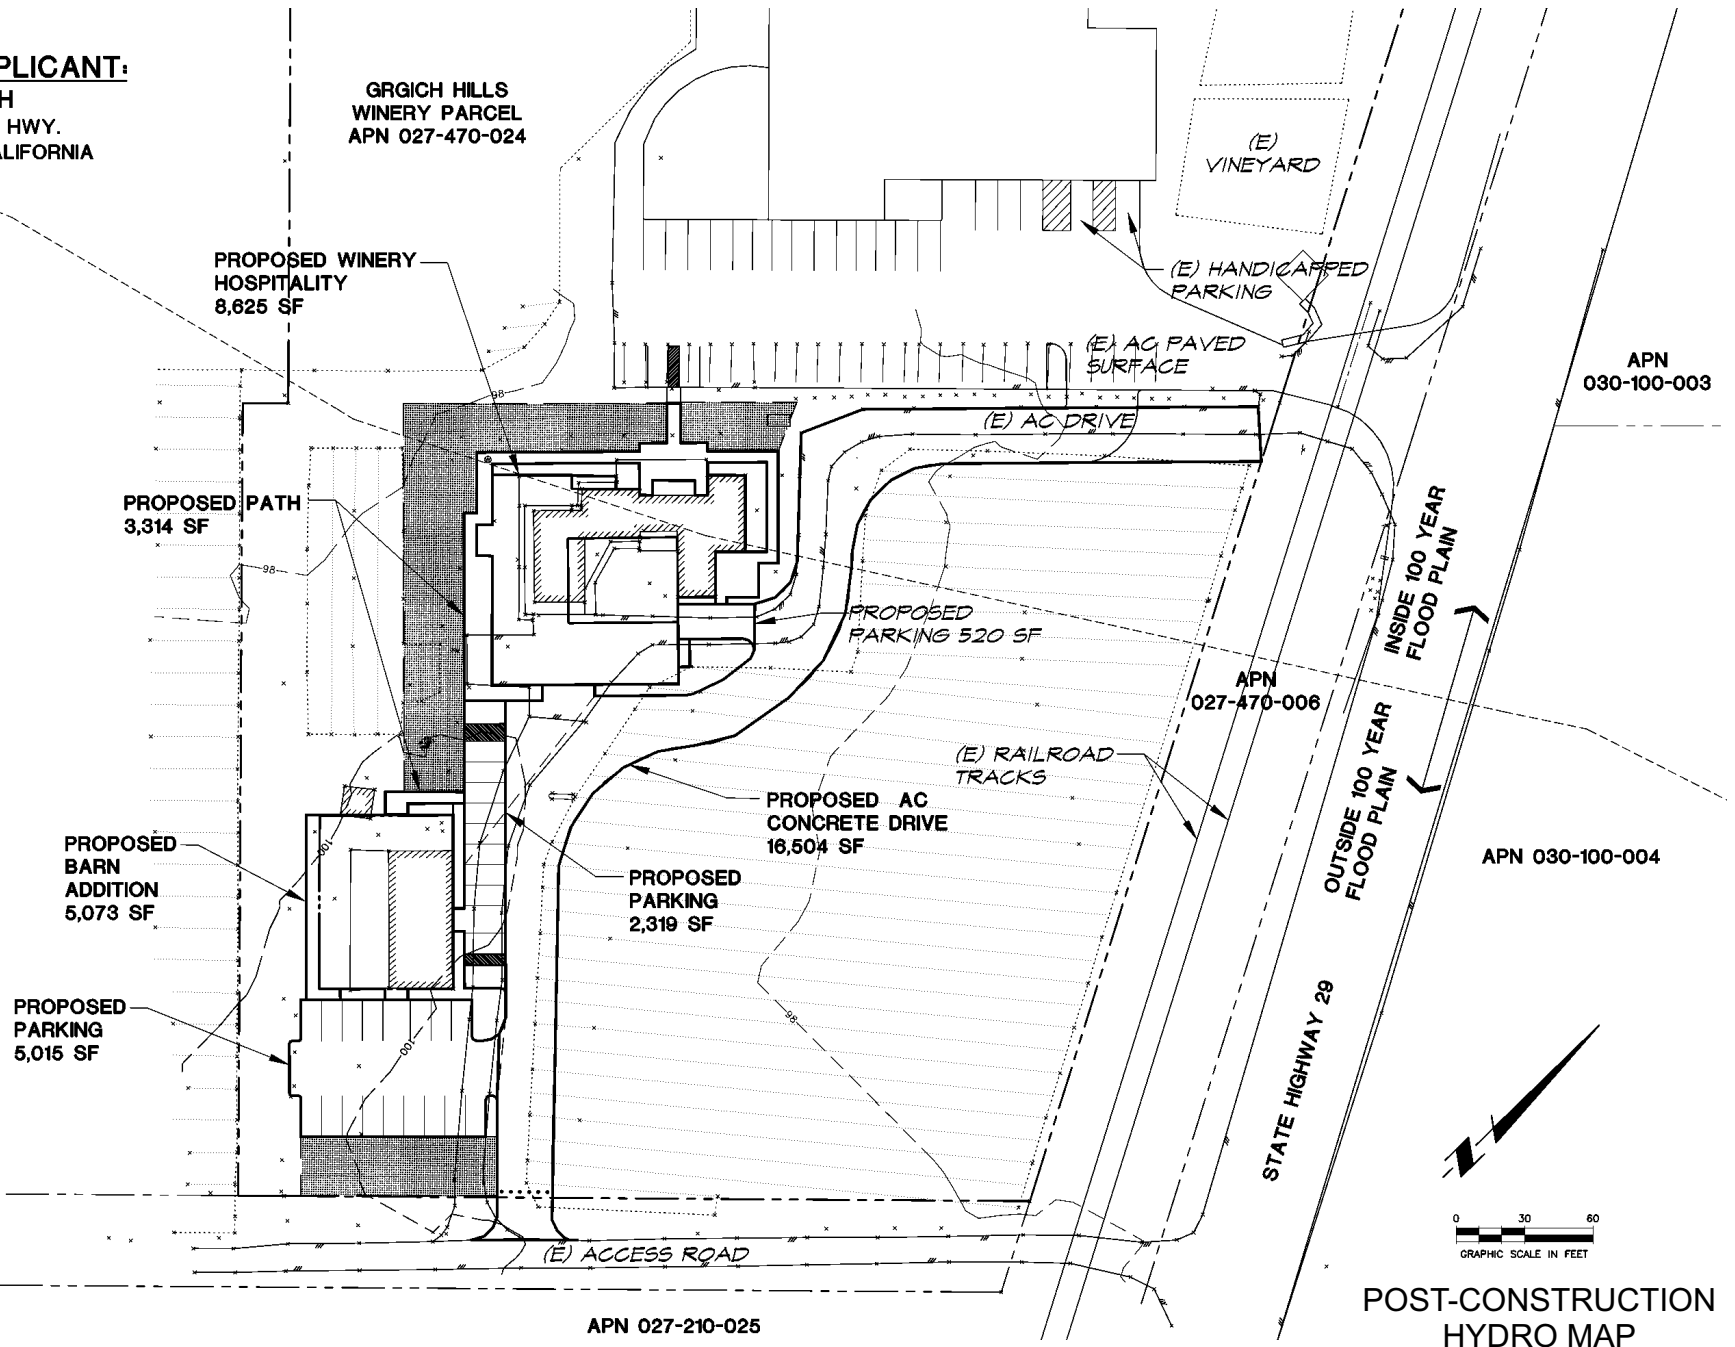 PLICANT:
H
HWY.
ALIFORNIA
GRGICH HILLS
WINERY PARCEL
APN 027-470-024
(E)
VINEYARD
PROPOSED WINERY
HOSPITALITY
8,625 SF
(E) HANDICAPPED
PARKING
(E) AC PAVED
SURFACE
APN
030-100-003
98
(E) AC DRIVE
PROPOSED PATH
3,314 SF
98
INSIDE 100 YEAR
FLOOD PLAIN
PROPOSED
PARKING 520 SF
APN
027-470-006
(E) RAILROAD
TRACKS
OUTSIDE 100 YEAR
FLOOD PLAIN
PROPOSED AC
CONCRETE DRIVE
16,504 SF
PROPOSED
BARN
ADDITION
5,073 SF
100
PROPOSED
PARKING
2,319 SF
APN 030-100-004
PROPOSED
PARKING
5,015 SF
100
98
STATE HIGHWAY 29
0 30 60
GRAPHIC SCALE IN FEET
(E) ACCESS ROAD
APN 027-210-025
POST-CONSTRUCTION
HYDRO MAP